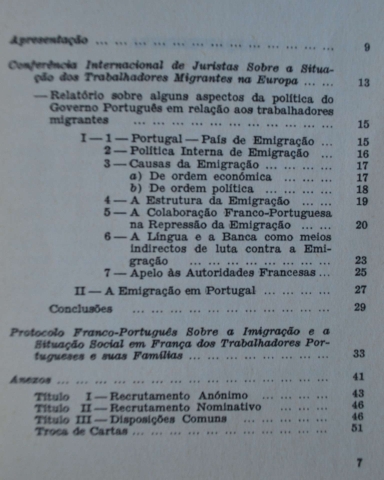 Apresentação ... ... ... ... ... ... ... ... ... ... ... 9
Conferência Internacional de Juristas Sobre a Situa-
ção dos Trabalhadores Migrantes na Europa ... ... 13
— Relatório sobre alguns aspectos da política do
Governo Português em relação aos trabalhadores
migrantes ... ... ... ... ... ... ... ... ... 15
I — 1 — Portugal — País de Emigração ... ... 15
2 — Política Interna de Emigração ... 16
3 — Causas da Emigração ... ... ... ... 17
a) De ordem económica ... ... ... 17
b) De ordem política ... ... ... ... 18
4 — A Estrutura da Emigração ... ... ... 19
5 — A Colaboração Franco-Portuguesa
na Repressão da Emigração ... ... 20
6 — A Língua e a Banca como meios
indirectos de luta contra a Emi-
gração ... ... ... ... ... ... ... 23
7 — Apelo às Autoridades Francesas ... 25
II — A Emigração em Portugal ... ... ... ... 27
Conclusões ... ... ... ... ... ... ... ... ... 29
Protocolo Franco-Português Sobre a Imigração e a
Situação Social em França dos Trabalhadores Por-
tugueses e suas Famílias ... ... ... ... ... ... 33
Anexos ... ... ... ... ... ... ... ... ... ... ... ... 41
Título I — Recrutamento Anónimo ... ... ... 43
Título II — Recrutamento Nominativo ... ... 46
Título III — Disposições Comuns ... ... ... 46
Troca de Cartas ... ... ... ... ... ... ... ... 51
7